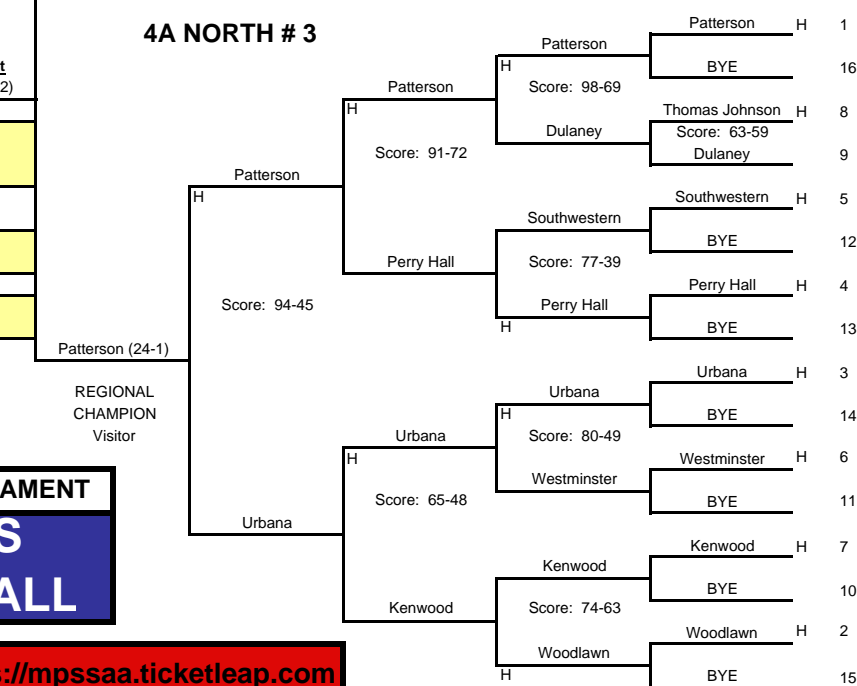 4A NORTH # 3
t
2)
Patterson H 1
Patterson
H
BYE 16
Score: 98-69
Patterson
H
Thomas Johnson H 8
Score: 63-59
Dulaney
Dulaney 9
Score: 91-72
Patterson
H
Southwestern H 5
Southwestern
BYE 12
Score: 77-39
Perry Hall
Perry Hall H 4
Perry Hall
H
BYE 13
Score: 94-45
Patterson (24-1)
REGIONAL
CHAMPION
Visitor
Urbana H 3
Urbana
H
BYE 14
Score: 80-49
Urbana
H
Westminster H 6
Westminster
BYE 11
Score: 65-48
Urbana
Kenwood H 7
Kenwood
BYE 10
Score: 74-63
Kenwood
Woodlawn H 2
Woodlawn
H
BYE 15
AMENT
S
ALL
s://mpssaa.ticketleap.com